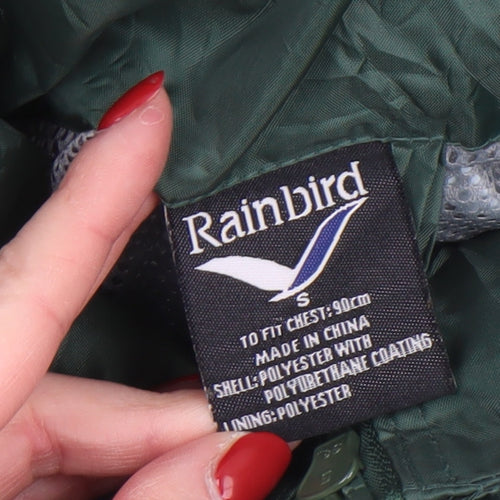 Rainbird
S
TO FIT CHEST: 90cm
MADE IN CHINA
SHELL: POLYESTER WITH
POLYURETHANE COATING
LINING: POLYESTER